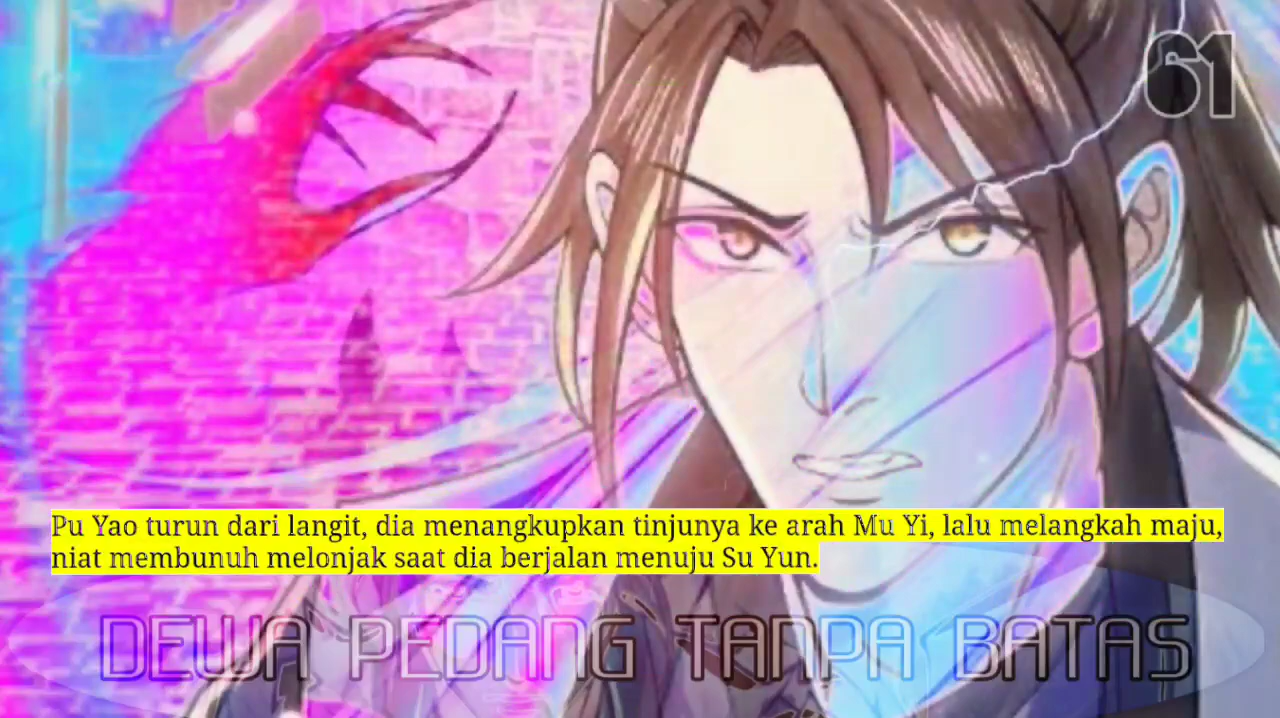 61
Pu Yao turun dari langit, dia menangkupkan tinjunya ke arah Mu Yi, lalu melangkah maju,
niat membunuh melonjak saat dia berjalan menuju Su Yun.
DEWA PEDANG TANPA BATAS